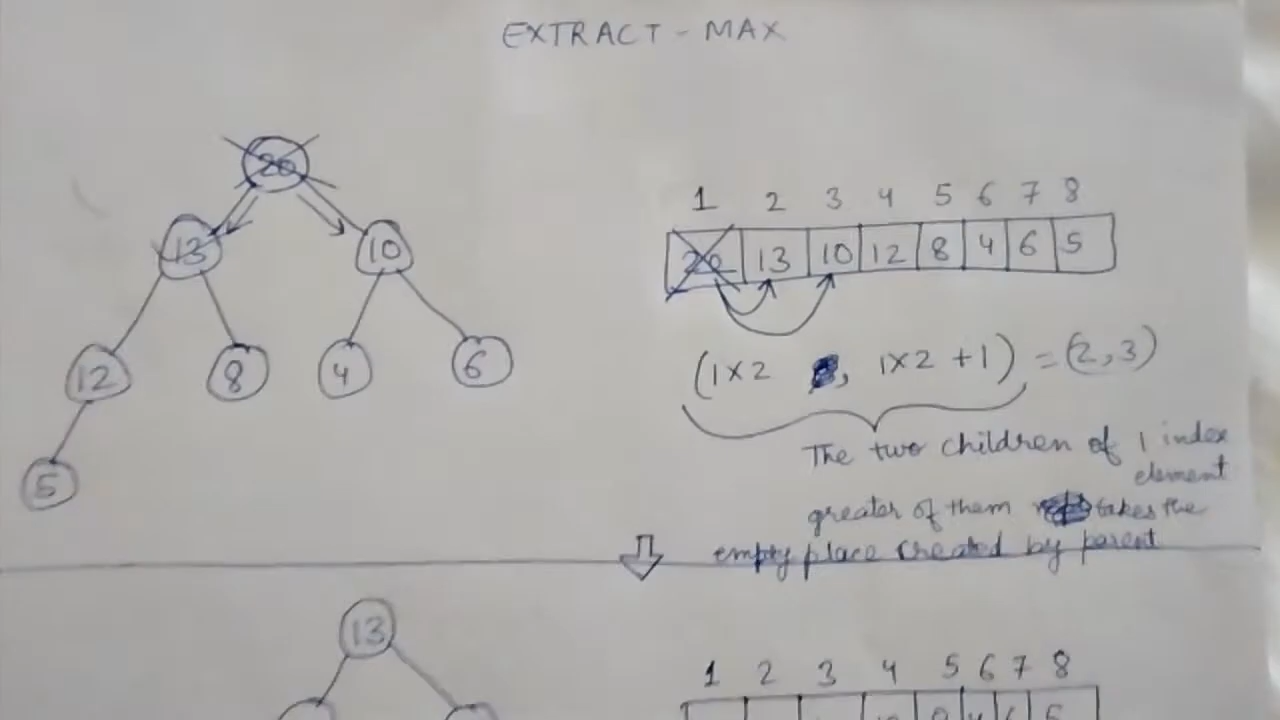 EXTRACT - MAX
20
13 10
12 8 4 6
5
1 2 3 4 5 6 7 8
20 13 10 12 8 4 6 5
(1×2 , 1×2 +1) = (2,3)
The two children of 1 index
element
greater of them takes the
empty place created by parent
13
1 2 3 4 5 6 7 8